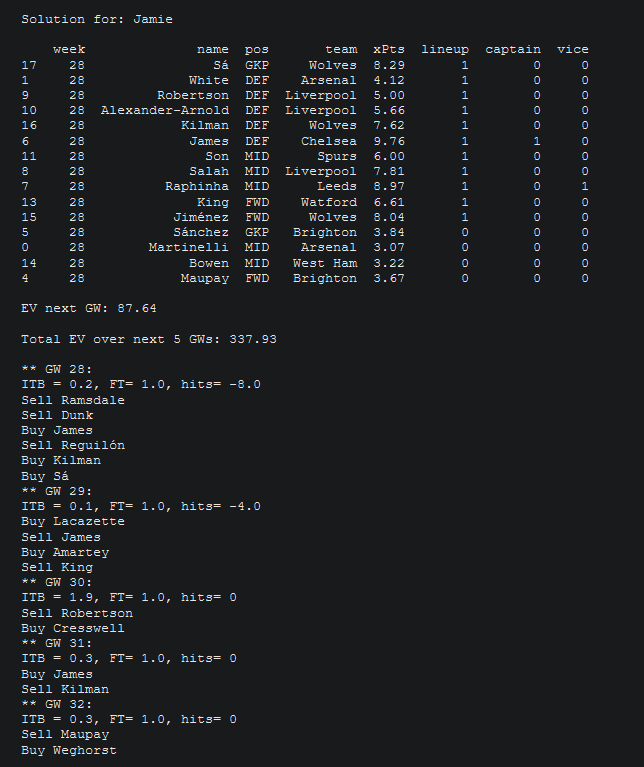 Solution for: Jamie
week name pos team xPts lineup captain vice
17 28 Sá GKP Wolves 8.29 1 0 0
1 28 White DEF Arsenal 4.12 1 0 0
9 28 Robertson DEF Liverpool 5.00 1 0 0
10 28 Alexander-Arnold DEF Liverpool 5.66 1 0 0
16 28 Kilman DEF Wolves 7.62 1 0 0
6 28 James DEF Chelsea 9.76 1 1 0
11 28 Son MID Spurs 6.00 1 0 0
8 28 Salah MID Liverpool 7.81 1 0 0
7 28 Raphinha MID Leeds 8.97 1 0 1
13 28 King FWD Watford 6.61 1 0 0
15 28 Jiménez FWD Wolves 8.04 1 0 0
5 28 Sánchez GKP Brighton 3.84 0 0 0
0 28 Martinelli MID Arsenal 3.07 0 0 0
14 28 Bowen MID West Ham 3.22 0 0 0
4 28 Maupay FWD Brighton 3.67 0 0 0
EV next GW: 87.64
Total EV over next 5 GWs: 337.93
** GW 28:
ITB = 0.2, FT= 1.0, hits= -8.0
Sell Ramsdale
Sell Dunk
Buy James
Sell Reguilón
Buy Kilman
Buy Sá
** GW 29:
ITB = 0.1, FT= 1.0, hits= -4.0
Buy Lacazette
Sell James
Buy Amartey
Sell King
** GW 30:
ITB = 1.9, FT= 1.0, hits= 0
Sell Robertson
Buy Cresswell
** GW 31:
ITB = 0.3, FT= 1.0, hits= 0
Buy James
Sell Kilman
** GW 32:
ITB = 0.3, FT= 1.0, hits= 0
Sell Maupay
Buy Weghorst